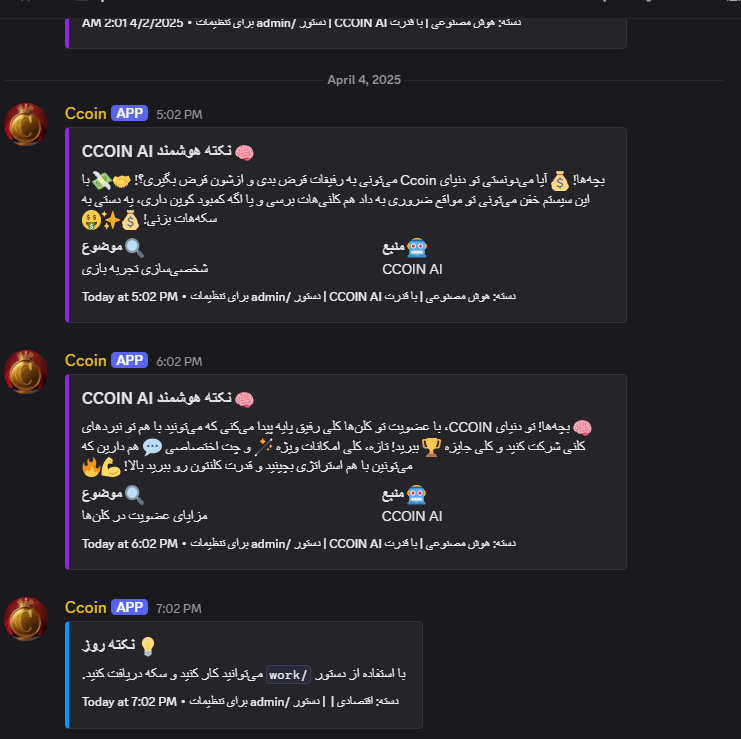 دسته: هوش مصنوعی | با قدرت CCOIN AI | دستور /admin برای تنظیمات • 4/2/2025 2:01 AM
April 4, 2025
Ccoin APP 5:02 PM
🧠 نکته هوشمند CCOIN AI
بچه‌ها! 💰 آیا می‌دونستی تو دنیای Ccoin می‌تونی به رفیقات قرض بدی و ازشون قرض بگیری؟! 🤝💸 با
این سیستم خفن می‌تونی تو مواقع ضروری به داد هم کلنی‌هات برسی و یا اگه کمبود کوین داری، یه دستی به
سکه‌هات بزنی! 💰✨🤑
🤖 منبع
🔍 موضوع
CCOIN AI
شخصی‌سازی تجربه بازی
دسته: هوش مصنوعی | با قدرت CCOIN AI | دستور /admin برای تنظیمات • Today at 5:02 PM
Ccoin APP 6:02 PM
🧠 نکته هوشمند CCOIN AI
🧠 بچه‌ها! تو دنیای CCOIN، با عضویت تو کلن‌ها کلی رفیق پایه پیدا می‌کنی که می‌تونید با هم تو نبردهای
کلنی شرکت کنید و کلی جایزه 🏆 ببرید! تازه، کلی امکانات ویژه 🪄 و چت اختصاصی 💬 هم دارین که
می‌تونین با هم استراتژی بچینید و قدرت کلنتون رو ببرید بالا! 💪🔥
🤖 منبع
🔍 موضوع
CCOIN AI
مزایای عضویت در کلن‌ها
دسته: هوش مصنوعی | با قدرت CCOIN AI | دستور /admin برای تنظیمات • Today at 6:02 PM
Ccoin APP 7:02 PM
💡 نکته روز
با استفاده از دستور /work می‌توانید کار کنید و سکه دریافت کنید.
دسته: اقتصادی | | دستور /admin برای تنظیمات • Today at 7:02 PM